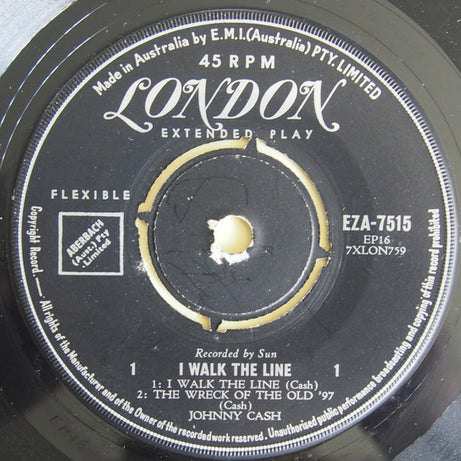 Made in Australia by E.M.I.(Australia) PTY. LIMITED
45 RPM
LONDON
EXTENDED PLAY
FLEXIBLE
ABERBACH
(Aust.) Pty
Limited
EZA-7515
EP16
7XLON759
Recorded by Sun
1 I WALK THE LINE 1
1: I WALK THE LINE (Cash)
2: THE WRECK OF THE OLD '97
(Cash)
JOHNNY CASH
Copyright Record — All rights of the Manufacturer and of the Owner of the recorded work reserved. Unauthorised public performance broadcasting and copying of this record prohibited